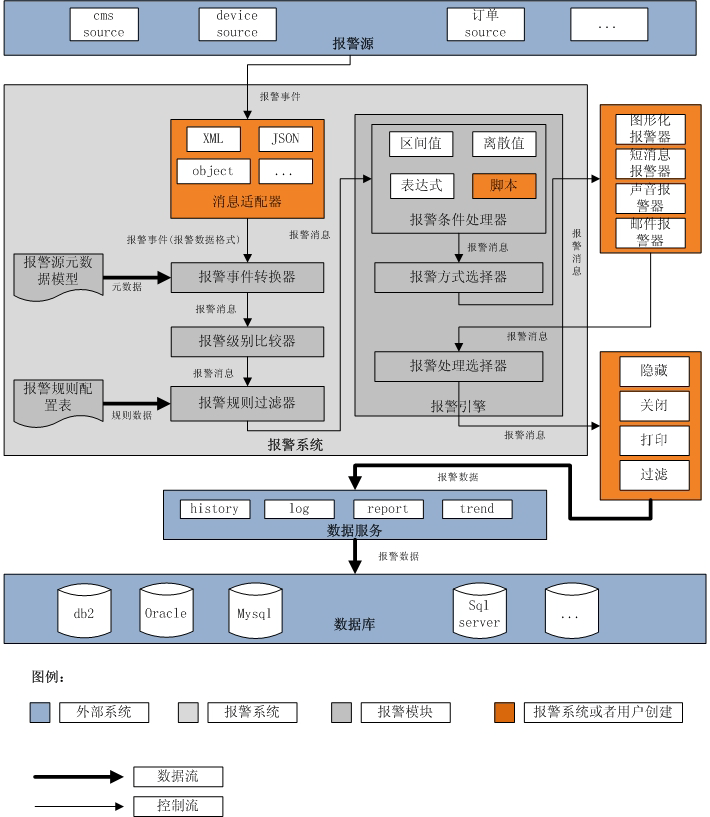 cms
source
device
source
订单
source
...
报警源
报警事件
XML
JSON
object
...
消息适配器
区间值
离散值
表达式
脚本
报警条件处理器
图形化
报警器
短消息
报警器
声音报
警器
邮件报
警器
报警事件(报警数据格式)
报警消息
报警消息
报警消息
报警源元数
据模型
元数据
报警事件转换器
报警方式选择器
报警消息
报警消息
报警级别比较器
报警处理选择器
报警消息
报警规则配
置表
规则数据
报警规则过滤器
报警引擎
报警消息
隐藏
关闭
打印
过滤
报警系统
报警数据
history
log
report
trend
数据服务
报警数据
db2
Oracle
Mysql
Sql
server
...
数据库
图例：
外部系统
报警系统
报警模块
报警系统或者用户创建
数据流
控制流